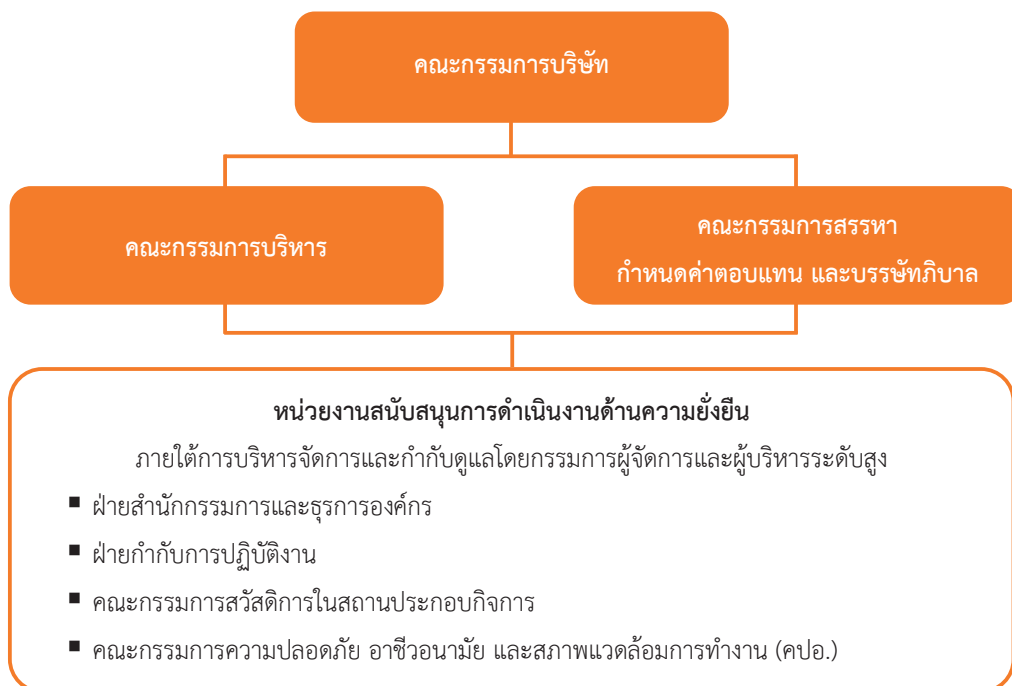 คณะกรรมการบริษัท
คณะกรรมการบริหาร
คณะกรรมการสรรหา
กำหนดค่าตอบแทน และบรรษัทภิบาล
หน่วยงานสนับสนุนการดำเนินงานด้านความยั่งยืน
ภายใต้การบริหารจัดการและกำกับดูแลโดยกรรมการผู้จัดการและผู้บริหารระดับสูง
▪ ฝ่ายสำนักกรรมการและธุรการองค์กร
▪ ฝ่ายกำกับการปฏิบัติงาน
▪ คณะกรรมการสวัสดิการในสถานประกอบกิจการ
▪ คณะกรรมการความปลอดภัย อาชีวอนามัย และสภาพแวดล้อมการทำงาน (คปอ.)